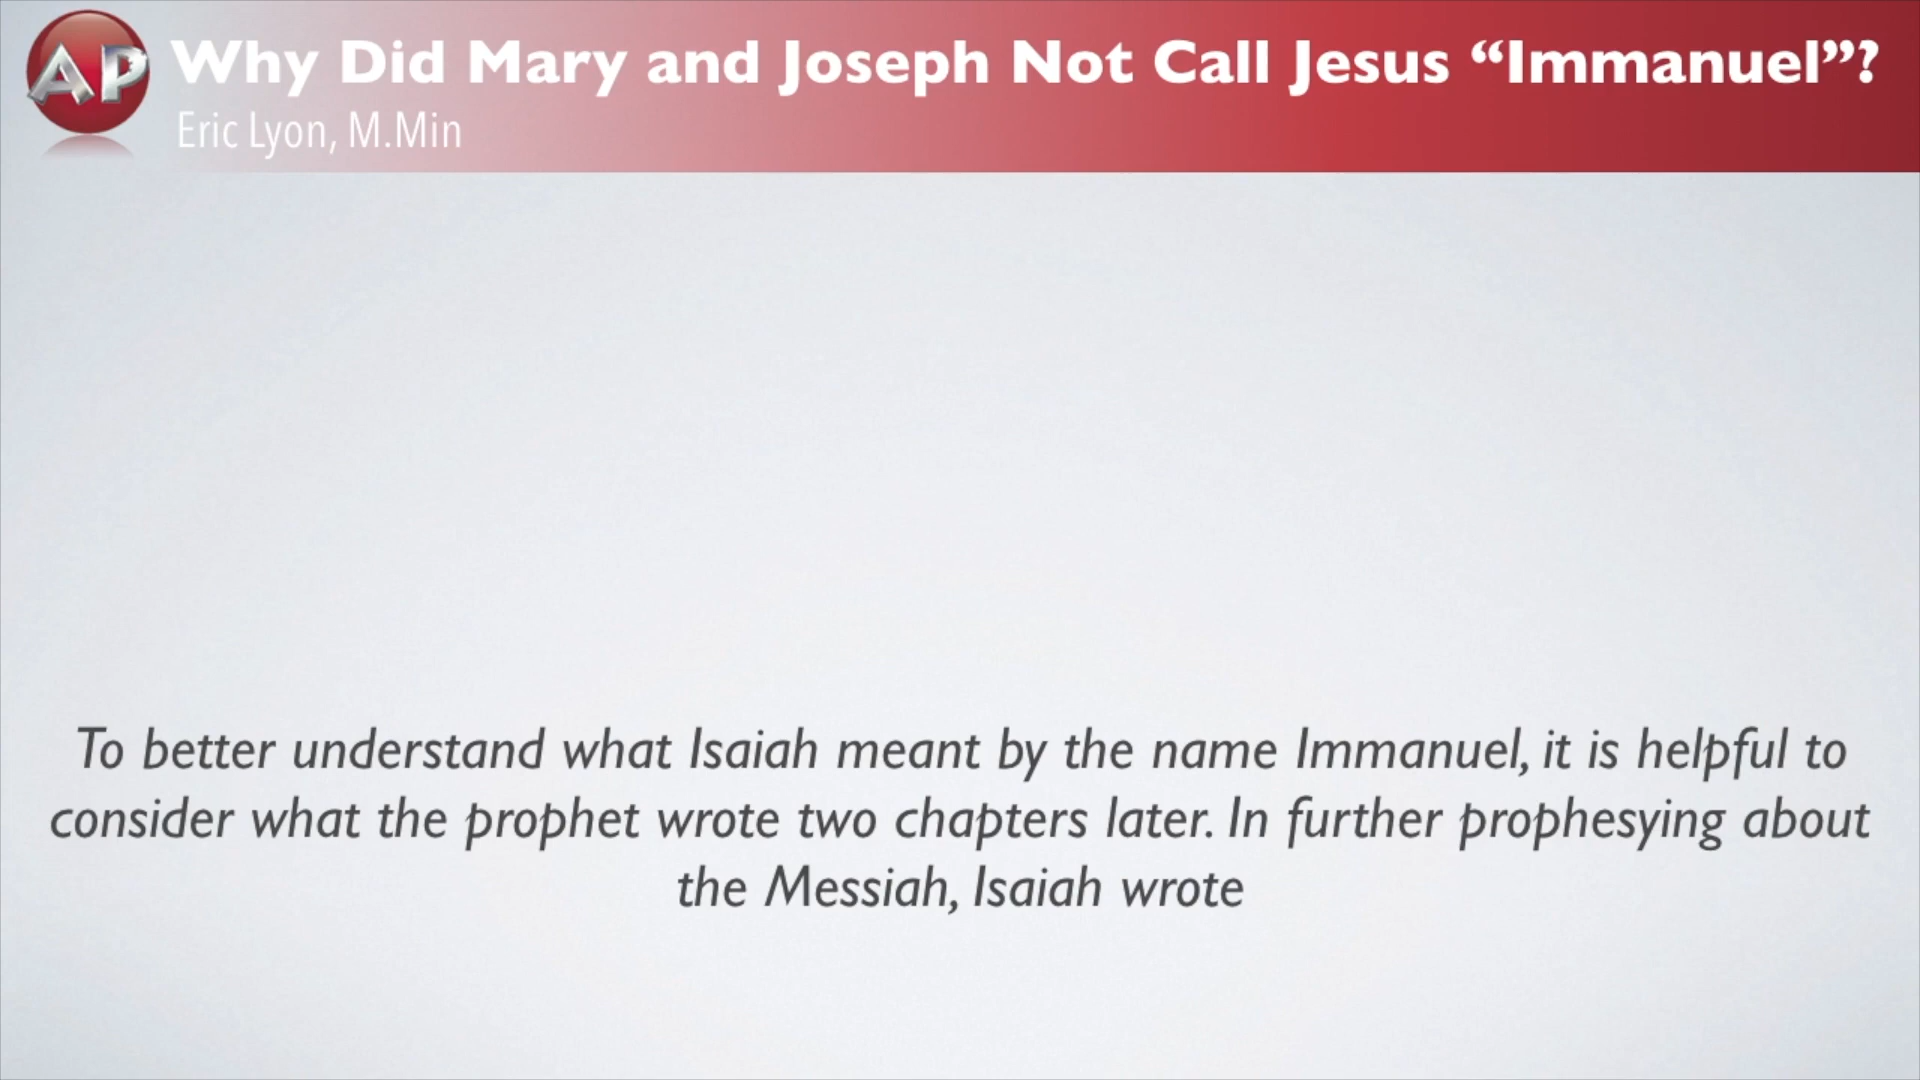 AP
Why Did Mary and Joseph Not Call Jesus “Immanuel”?
Eric Lyon, M.Min
To better understand what Isaiah meant by the name Immanuel, it is helpful to
consider what the prophet wrote two chapters later. In further prophesying about
the Messiah, Isaiah wrote